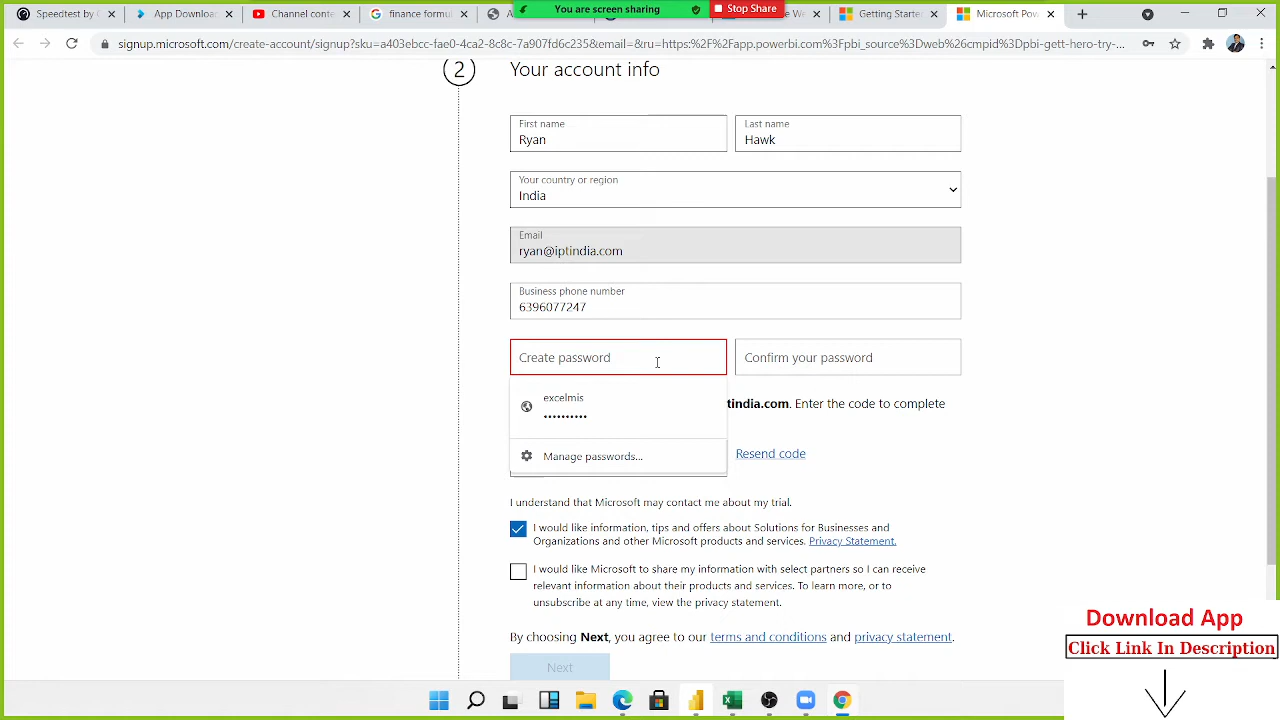 Speedtest by
App Downloac
Channel conte
finance formul
A
You are screen sharing
Stop Share
We
Getting Starte
Microsoft Pow
signup.microsoft.com/create-account/signup?sku=a403ebcc-fae0-4ca2-8c8c-7a97fd6c235&email=&ru=https:%2F%2Fapp.powerbi.com%3Fpbi_source%3Dweb%26cmpid%3Dpbi-gett-hero-try-...
2
Your account info
First name
Ryan
Last name
Hawk
Your country or region
India
Email
ryan@iptindia.com
Business phone number
6396077247
Create password
Confirm your password
excelmis
••••••••••
Manage passwords...
tindia.com. Enter the code to complete
Resend code
I understand that Microsoft may contact me about my trial.
I would like information, tips and offers about Solutions for Businesses and
Organizations and other Microsoft products and services. Privacy Statement.
I would like Microsoft to share my information with select partners so I can receive
relevant information about their products and services. To learn more, or to
unsubscribe at any time, view the privacy statement.
By choosing Next, you agree to our terms and conditions and privacy statement.
Next
Download App
Click Link In Description